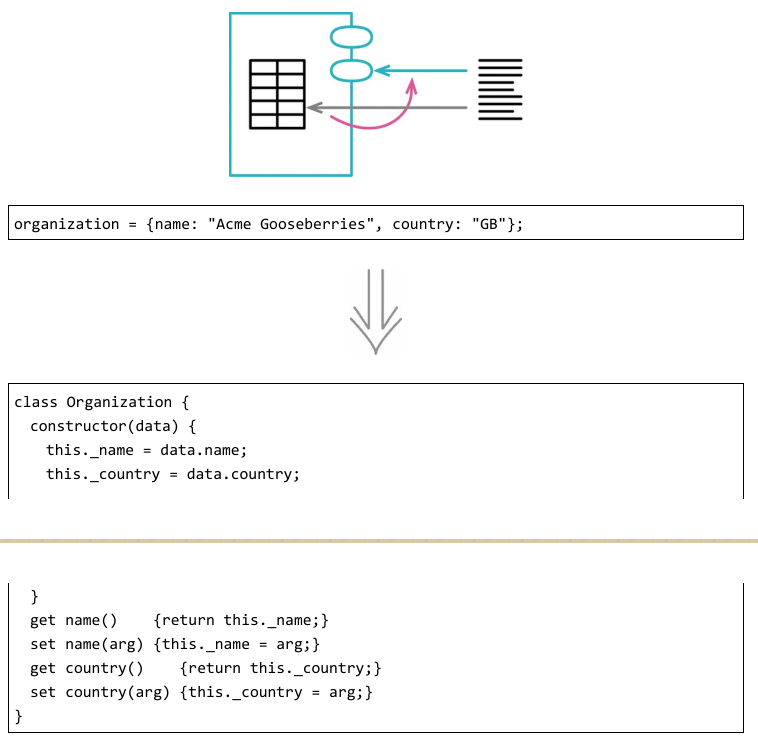 organization = {name: "Acme Gooseberries", country: "GB"};
class Organization {
  constructor(data) {
    this._name = data.name;
    this._country = data.country;
  }
  get name()    {return this._name;}
  set name(arg) {this._name = arg;}
  get country()    {return this._country;}
  set country(arg) {this._country = arg;}
}